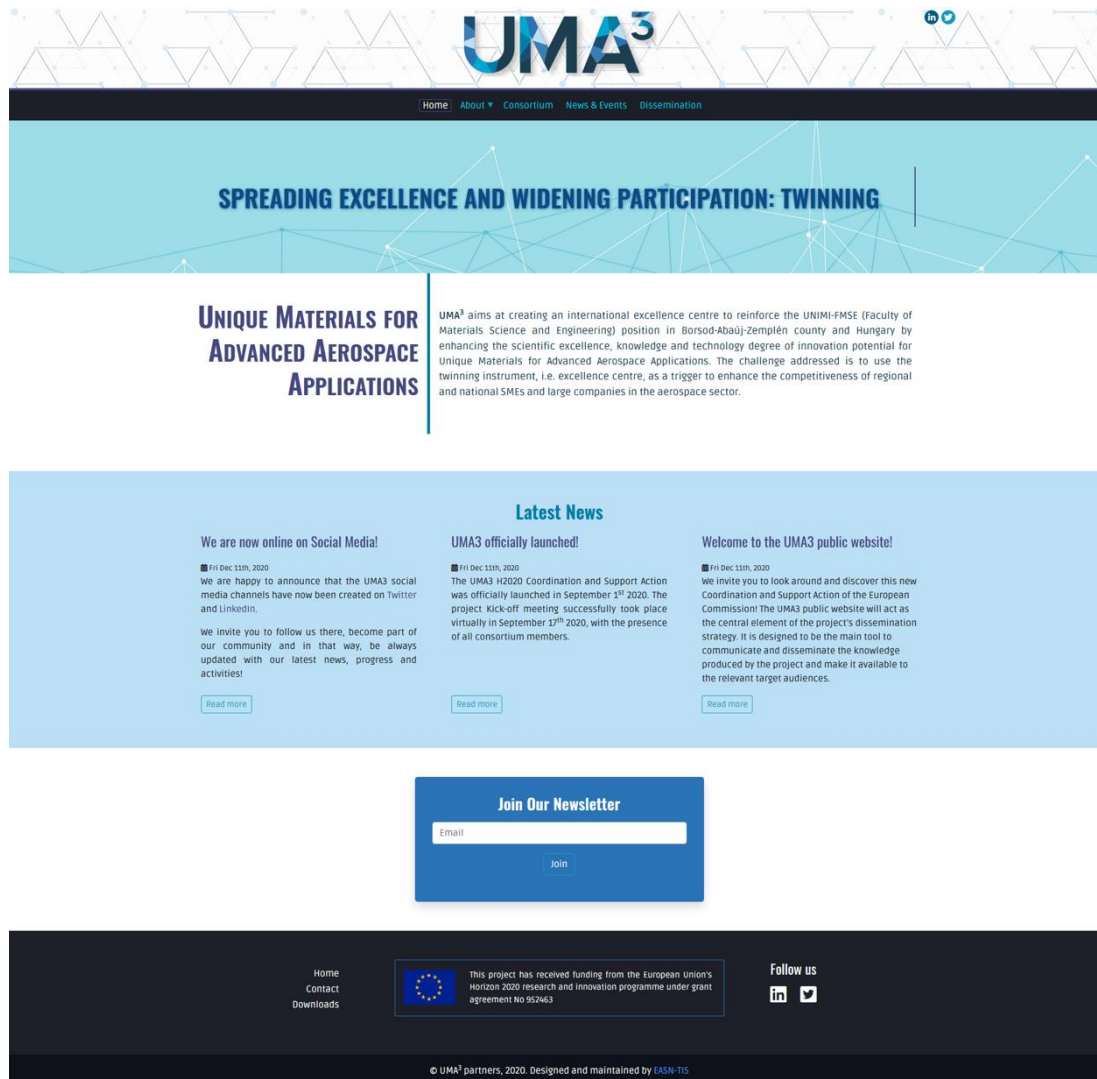 UMA³
Home About ▼ Consortium News & Events Dissemination
SPREADING EXCELLENCE AND WIDENING PARTICIPATION: TWINNING
UNIQUE MATERIALS FOR
ADVANCED AEROSPACE
APPLICATIONS
UMA³ aims at creating an international excellence centre to reinforce the UNIMI-FMSE (Faculty of
Materials Science and Engineering) position in Borsod-Abaúj-Zemplén county and Hungary by
enhancing the scientific excellence, knowledge and technology degree of innovation potential for
Unique Materials for Advanced Aerospace Applications. The challenge addressed is to use the
twinning instrument, i.e. excellence centre, as a trigger to enhance the competitiveness of regional
and national SMEs and large companies in the aerospace sector.
Latest News
We are now online on Social Media!
Fri Dec 11th, 2020
We are happy to announce that the UMA3 social
media channels have now been created on Twitter
and LinkedIn.
We invite you to follow us there, become part of
our community and in that way, be always
updated with our latest news, progress and
activities!
Read more
UMA3 officially launched!
Fri Dec 11th, 2020
The UMA3 H2020 Coordination and Support Action
was officially launched in September 1st 2020. The
project Kick-off meeting successfully took place
virtually in September 17th 2020, with the presence
of all consortium members.
Read more
Welcome to the UMA3 public website!
Fri Dec 11th, 2020
We invite you to look around and discover this new
Coordination and Support Action of the European
Commission! The UMA3 public website will act as
the central element of the project's dissemination
strategy. It is designed to be the main tool to
communicate and disseminate the knowledge
produced by the project and make it available to
the relevant target audiences.
Read more
Join Our Newsletter
Email
Join
Home
Contact
Downloads
This project has received funding from the European Union's
Horizon 2020 research and innovation programme under grant
agreement No 952463
Follow us
© UMA³ partners, 2020. Designed and maintained by EASN-TIS